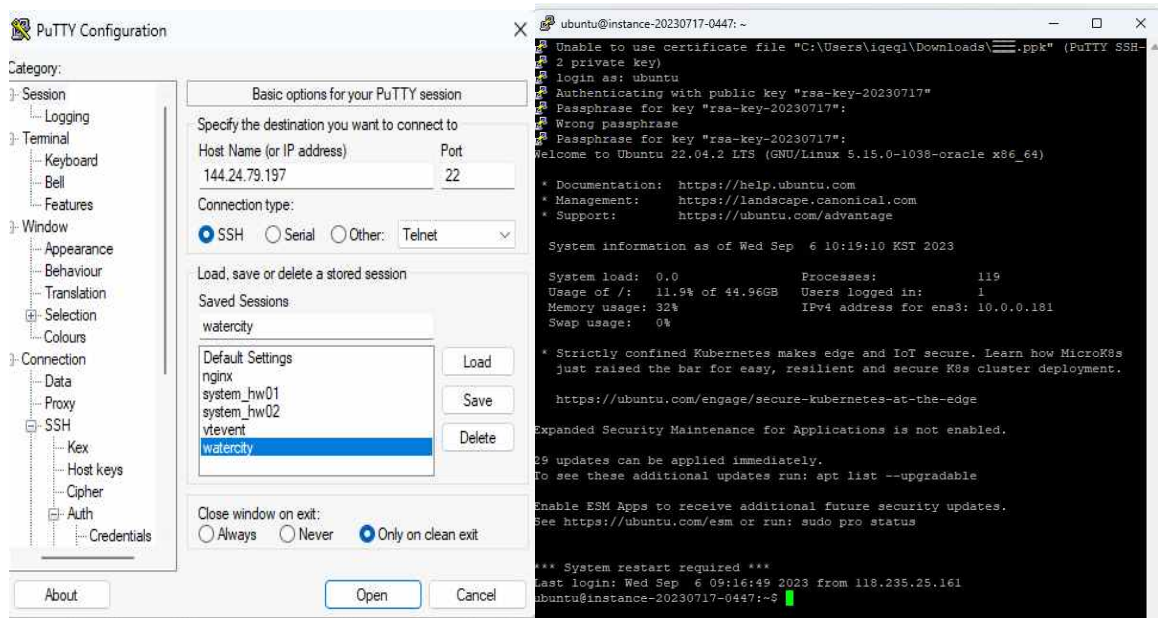 PuTTY Configuration
Category:
Session
Logging
Terminal
Keyboard
Bell
Features
Window
Appearance
Behaviour
Translation
Selection
Colours
Connection
Data
Proxy
SSH
Kex
Host keys
Cipher
Auth
Credentials
Basic options for your PuTTY session
Specify the destination you want to connect to
Host Name (or IP address) Port
144.24.79.197 22
Connection type:
SSH Serial Other: Telnet
Load, save or delete a stored session
Saved Sessions
watercity
Default Settings
nginx
system_hw01
system_hw02
vtevent
watercity
Load
Save
Delete
Close window on exit:
Always Never Only on clean exit
About Open Cancel
ubuntu@instance-20230717-0447: ~
Unable to use certificate file "C:\Users\iqeq1\Downloads\ .ppk" (PuTTY SSH-
2 private key)
login as: ubuntu
Authenticating with public key "rsa-key-20230717"
Passphrase for key "rsa-key-20230717":
Wrong passphrase
Passphrase for key "rsa-key-20230717":
Welcome to Ubuntu 22.04.2 LTS (GNU/Linux 5.15.0-1038-oracle x86_64)
* Documentation: https://help.ubuntu.com
* Management: https://landscape.canonical.com
* Support: https://ubuntu.com/advantage
System information as of Wed Sep 6 10:19:10 KST 2023
System load: 0.0 Processes: 119
Usage of /: 11.9% of 44.96GB Users logged in: 1
Memory usage: 32% IPv4 address for ens3: 10.0.0.181
Swap usage: 0%
* Strictly confined Kubernetes makes edge and IoT secure. Learn how MicroK8s
just raised the bar for easy, resilient and secure K8s cluster deployment.
https://ubuntu.com/engage/secure-kubernetes-at-the-edge
Expanded Security Maintenance for Applications is not enabled.
29 updates can be applied immediately.
To see these additional updates run: apt list --upgradable
Enable ESM Apps to receive additional future security updates.
See https://ubuntu.com/esm or run: sudo pro status
*** System restart required ***
Last login: Wed Sep 6 09:16:49 2023 from 118.235.25.161
ubuntu@instance-20230717-0447:~$